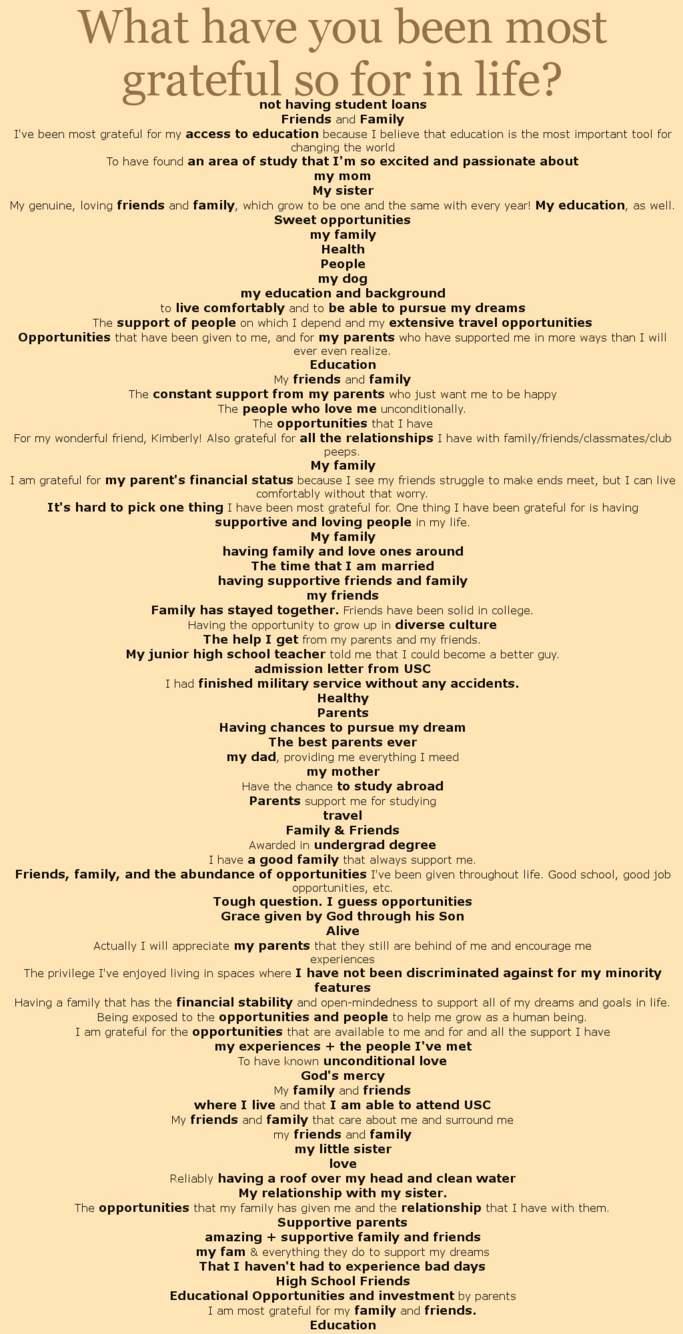 What have you been most
grateful so for in life?
not having student loans
Friends and Family
I've been most grateful for my access to education because I believe that education is the most important tool for
changing the world
To have found an area of study that I'm so excited and passionate about
my mom
My sister
My genuine, loving friends and family, which grow to be one and the same with every year! My education, as well.
Sweet opportunities
my family
Health
People
my dog
my education and background
to live comfortably and to be able to pursue my dreams
The support of people on which I depend and my extensive travel opportunities
Opportunities that have been given to me, and for my parents who have supported me in more ways than I will
ever even realize.
Education
My friends and family
The constant support from my parents who just want me to be happy
The people who love me unconditionally.
The opportunities that I have
For my wonderful friend, Kimberly! Also grateful for all the relationships I have with family/friends/classmates/club
peeps.
My family
I am grateful for my parent's financial status because I see my friends struggle to make ends meet, but I can live
comfortably without that worry.
It's hard to pick one thing I have been most grateful for. One thing I have been grateful for is having
supportive and loving people in my life.
My family
having family and love ones around
The time that I am married
having supportive friends and family
my friends
Family has stayed together. Friends have been solid in college.
Having the opportunity to grow up in diverse culture
The help I get from my parents and my friends.
My junior high school teacher told me that I could become a better guy.
admission letter from USC
I had finished military service without any accidents.
Healthy
Parents
Having chances to pursue my dream
The best parents ever
my dad, providing me everything I meed
my mother
Have the chance to study abroad
Parents support me for studying
travel
Family & Friends
Awarded in undergrad degree
I have a good family that always support me.
Friends, family, and the abundance of opportunities I've been given throughout life. Good school, good job
opportunities, etc.
Tough question. I guess opportunities
Grace given by God through his Son
Alive
Actually I will appreciate my parents that they still are behind of me and encourage me
experiences
The privilege I've enjoyed living in spaces where I have not been discriminated against for my minority
features
Having a family that has the financial stability and open-mindedness to support all of my dreams and goals in life.
Being exposed to the opportunities and people to help me grow as a human being.
I am grateful for the opportunities that are available to me and for and all the support I have
my experiences + the people I've met
To have known unconditional love
God's mercy
My family and friends
where I live and that I am able to attend USC
My friends and family that care about me and surround me
my friends and family
my little sister
love
Reliably having a roof over my head and clean water
My relationship with my sister.
The opportunities that my family has given me and the relationship that I have with them.
Supportive parents
amazing + supportive family and friends
my fam & everything they do to support my dreams
That I haven't had to experience bad days
High School Friends
Educational Opportunities and investment by parents
I am most grateful for my family and friends.
Education